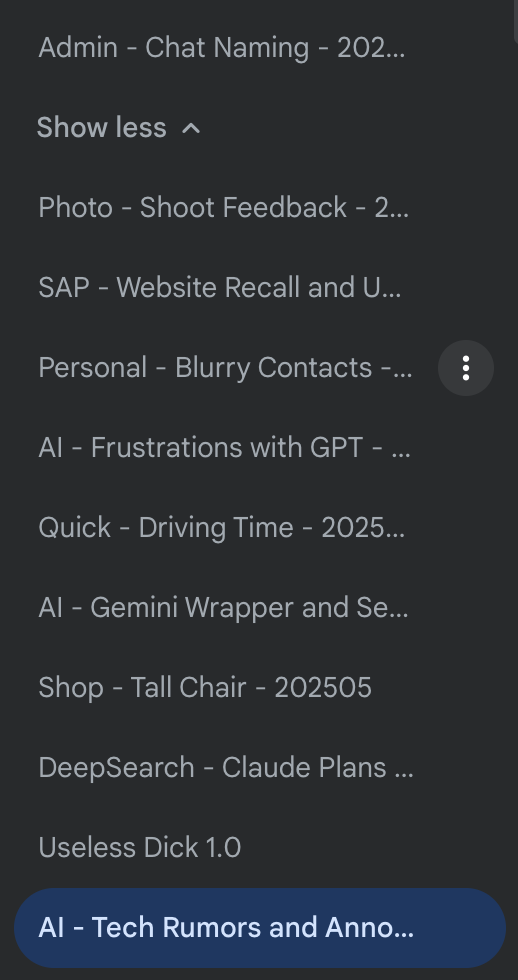 Admin - Chat Naming - 202...
Show less
Photo - Shoot Feedback - 2...
SAP - Website Recall and U...
Personal - Blurry Contacts -...
AI - Frustrations with GPT - ...
Quick - Driving Time - 2025...
AI - Gemini Wrapper and Se...
Shop - Tall Chair - 202505
DeepSearch - Claude Plans ...
Useless Dick 1.0
AI - Tech Rumors and Anno...